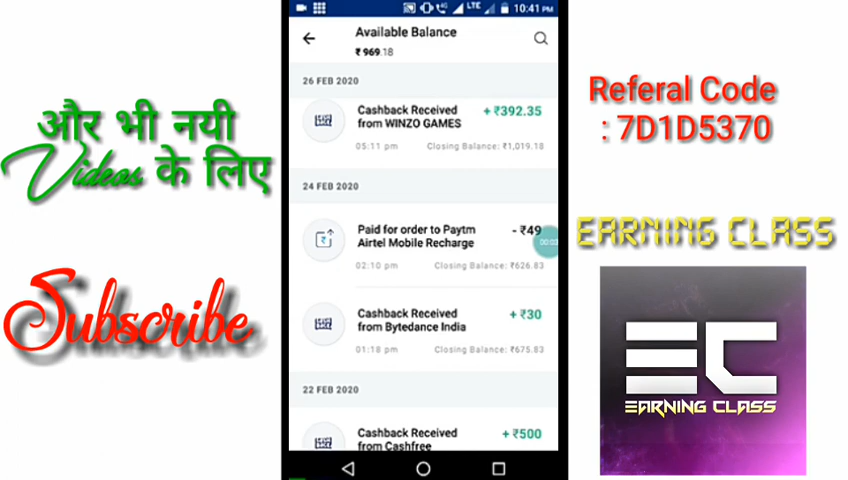 और भी नयी
Videos के लिए
Subscribe
LTE 10:41 PM
Available Balance
₹ 969.18
26 FEB 2020
Cashback Received
from WINZO GAMES
+ ₹392.35
05:11 pm
Closing Balance: ₹1,019.18
24 FEB 2020
Paid for order to Paytm
Airtel Mobile Recharge
- ₹49
00:03
02:10 pm
Closing Balance: ₹626.83
Cashback Received
from Bytedance India
+ ₹30
01:18 pm
Closing Balance: ₹675.83
22 FEB 2020
Cashback Received
from Cashfree
+ ₹500
Referal Code
: 7D1D5370
EARNING CLASS
EC
EARNING CLASS